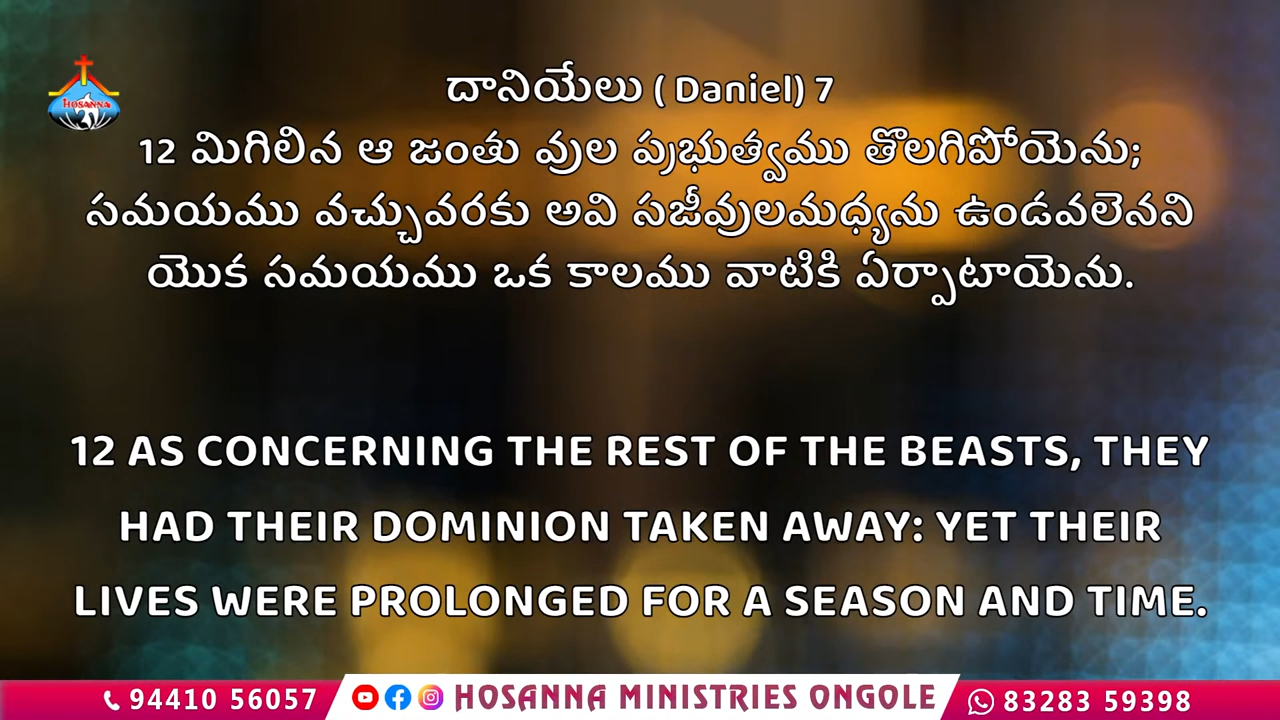 HOSANNA
దానియేలు ( Daniel) 7
12 మిగిలిన ఆ జంతు వుల ప్రభుత్వము తొలగిపోయెను;
సమయము వచ్చువరకు అవి సజీవులమధ్యను ఉండవలెనని
యొక సమయము ఒక కాలము వాటికి ఏర్పాటాయెను.
12 AS CONCERNING THE REST OF THE BEASTS, THEY
HAD THEIR DOMINION TAKEN AWAY: YET THEIR
LIVES WERE PROLONGED FOR A SEASON AND TIME.
94410 56057 HOSANNA MINISTRIES ONGOLE 83283 59398